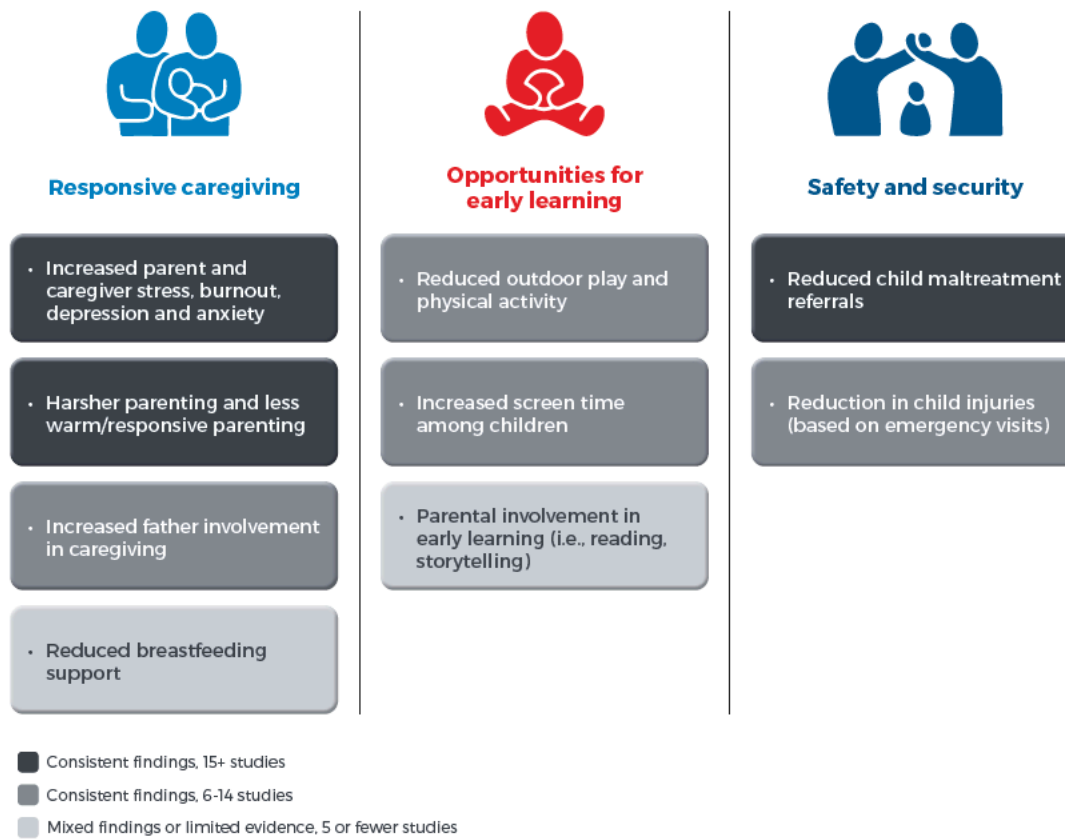 Responsive caregiving
• Increased parent and
caregiver stress, burnout,
depression and anxiety
• Harsher parenting and less
warm/responsive parenting
• Increased father involvement
in caregiving
• Reduced breastfeeding
support
Opportunities for
early learning
• Reduced outdoor play and
physical activity
• Increased screen time
among children
• Parental involvement in
early learning (i.e., reading,
storytelling)
Safety and security
• Reduced child maltreatment
referrals
• Reduction in child injuries
(based on emergency visits)
Consistent findings, 15+ studies
Consistent findings, 6-14 studies
Mixed findings or limited evidence, 5 or fewer studies